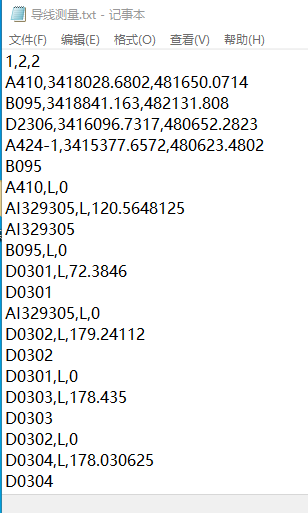 导线测量.txt - 记事本
文件(F) 编辑(E) 格式(O) 查看(V) 帮助(H)
1,2,2
A410,3418028.6802,481650.0714
B095,3418841.163,482131.808
D2306,3416096.7317,480652.2823
A424-1,3415377.6572,480623.4802
B095
A410,L,0
AI329305,L,120.5648125
AI329305
B095,L,0
D0301,L,72.3846
D0301
AI329305,L,0
D0302,L,179.24112
D0302
D0301,L,0
D0303,L,178.435
D0303
D0302,L,0
D0304,L,178.030625
D0304